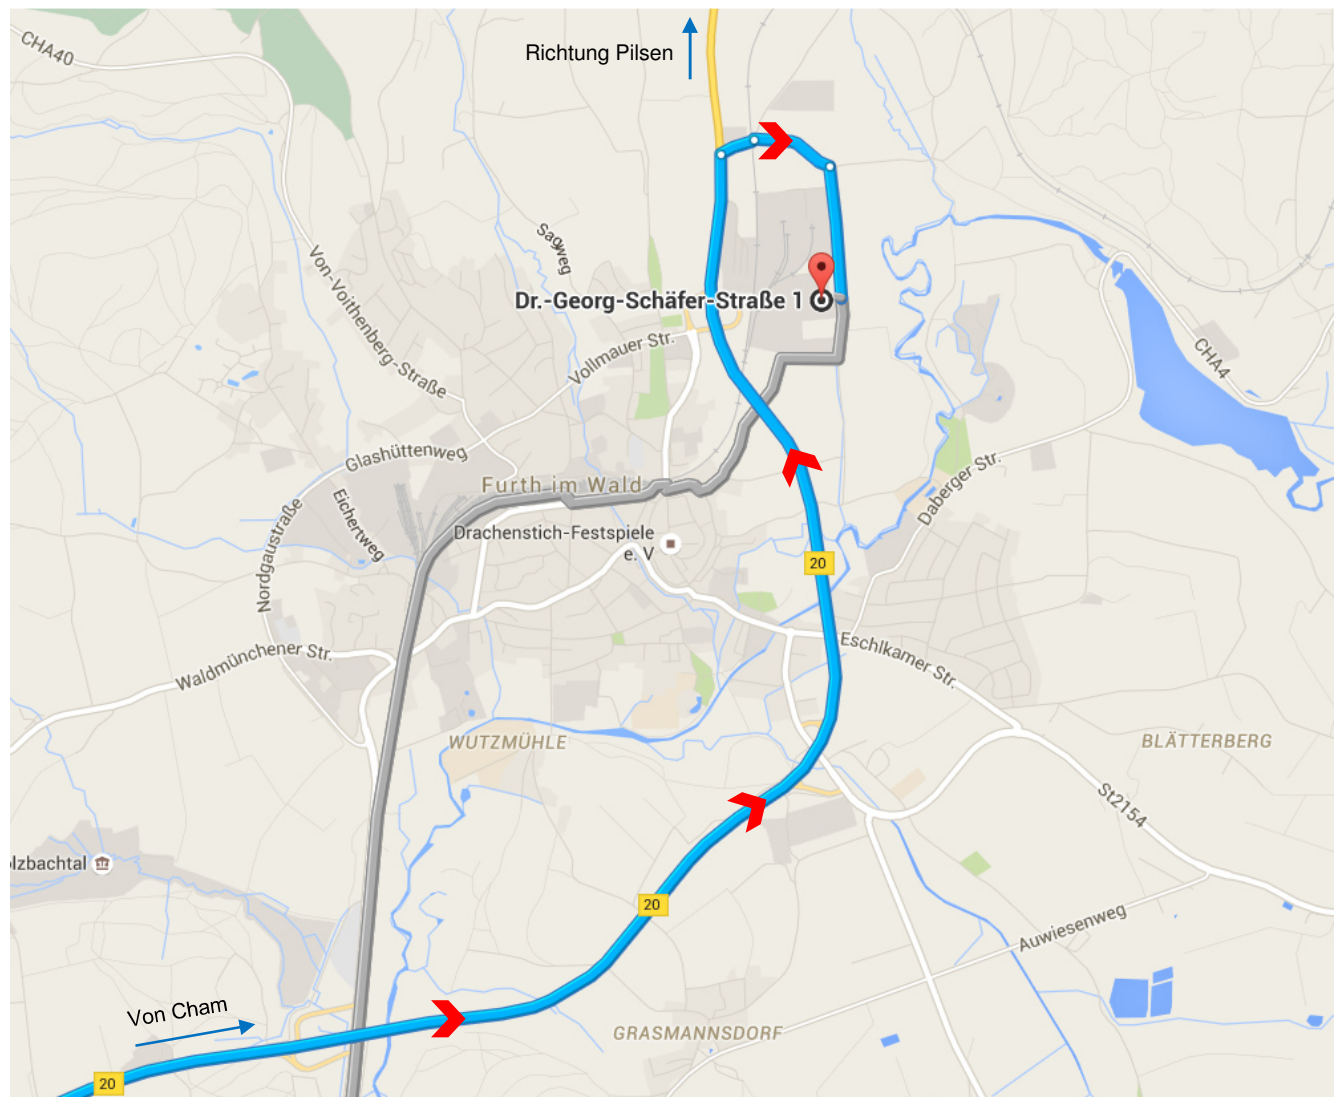 CHA40
Richtung Pilsen
Sagweg
Von-Voithenberg-Straße
Dr.-Georg-Schäfer-Straße 1
Vollmauer Str.
CHA4
Glashüttenweg
Furth im Wald
Daberger Str.
Eichertweg
Nordgaustraße
Drachenstich-Festspiele
e. V
20
Waldmünchener Str.
Eschlkamer Str.
WUTZMÜHLE
BLÄTTERBERG
St2154
olzbachtal
20
Auwiesenweg
Von Cham
GRASMANNSDORF
20